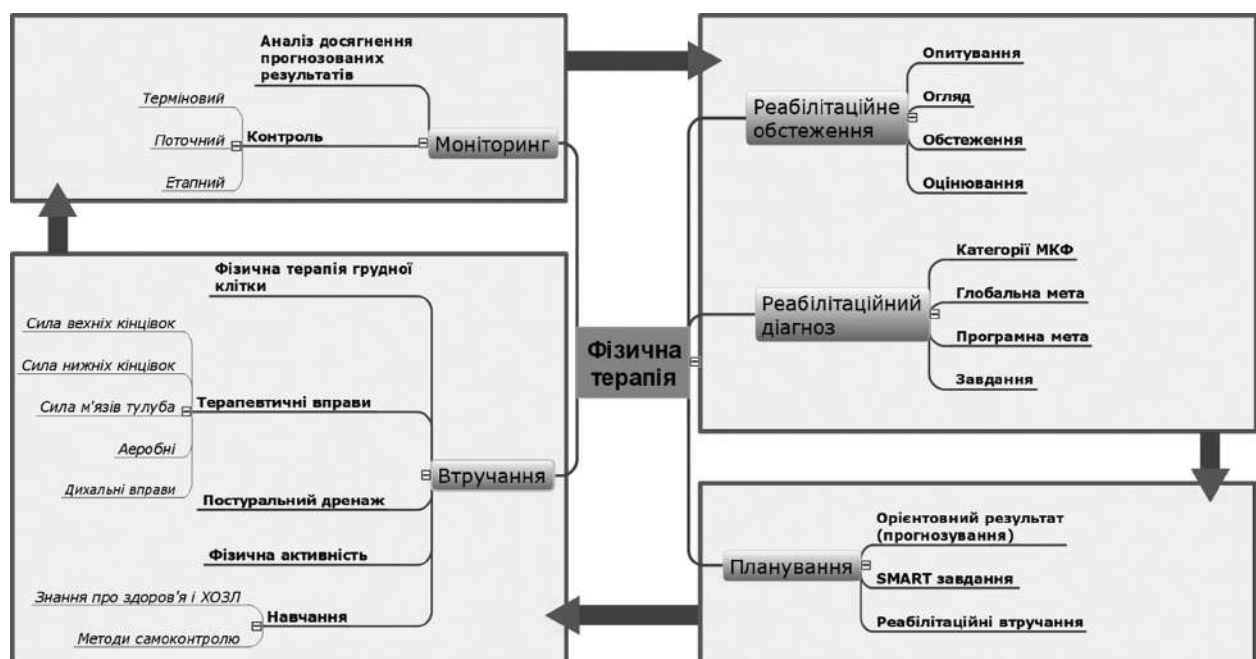 Аналіз досягнення
прогнозованих
результатів
Терміновий
Поточний
Етапний
Контроль
Моніторинг
Реабілітаційне
обстеження
Опитування
Огляд
Обстеження
Оцінювання
Реабілітаційний
діагноз
Категорії МКФ
Глобальна мета
Програмна мета
Завдання
Фізична
терапія
Фізична терапія грудної
клітки
Сила вехніх кінцівок
Сила нижніх кінцівок
Сила м'язів тулуба
Аеробні
Дихальні вправи
Терапевтичні вправи
Втручання
Постуральний дренаж
Фізична активність
Знання про здоров'я і ХОЗЛ
Методи самоконтролю
Навчання
Планування
Орієнтовний результат
(прогнозування)
SMART завдання
Реабілітаційні втручання